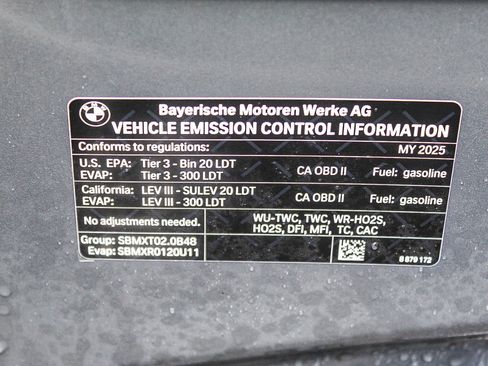 BMW
Bayerische Motoren Werke AG
VEHICLE EMISSION CONTROL INFORMATION
Conforms to regulations: MY 2025
U.S. EPA: Tier 3 - Bin 20 LDT
EVAP: Tier 3 - 300 LDT
CA OBD II Fuel: gasoline
California: LEV III - SULEV 20 LDT
EVAP: LEV III - 300 LDT
CA OBD II Fuel: gasoline
No adjustments needed.
WU-TWC, TWC, WR-HO2S,
HO2S, DFI, MFI, TC, CAC
Group: SBMXT02.0B48
Evap: SBMXR0120U11
8 879 172